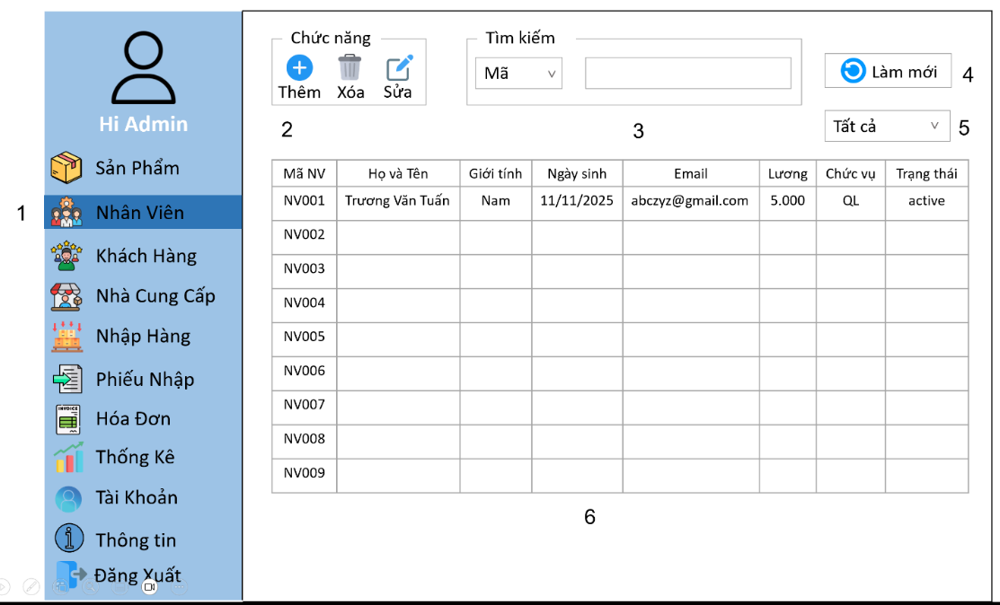 Hi Admin
Sản Phẩm
1
Nhân Viên
Khách Hàng
Nhà Cung Cấp
Nhập Hàng
Phiếu Nhập
INVOICE
Hóa Đơn
Thống Kê
Tài Khoản
Thông tin
Đăng Xuất
Chức năng
Thêm Xóa Sửa
2
Tìm kiếm
Mã
3
Làm mới
4
Tất cả
5
Mã NV Họ và Tên Giới tính Ngày sinh Email Lương Chức vụ Trạng thái
NV001 Trương Văn Tuấn Nam 11/11/2025 abczyz@gmail.com 5.000 QL active
NV002
NV003
NV004
NV005
NV006
NV007
NV008
NV009
6